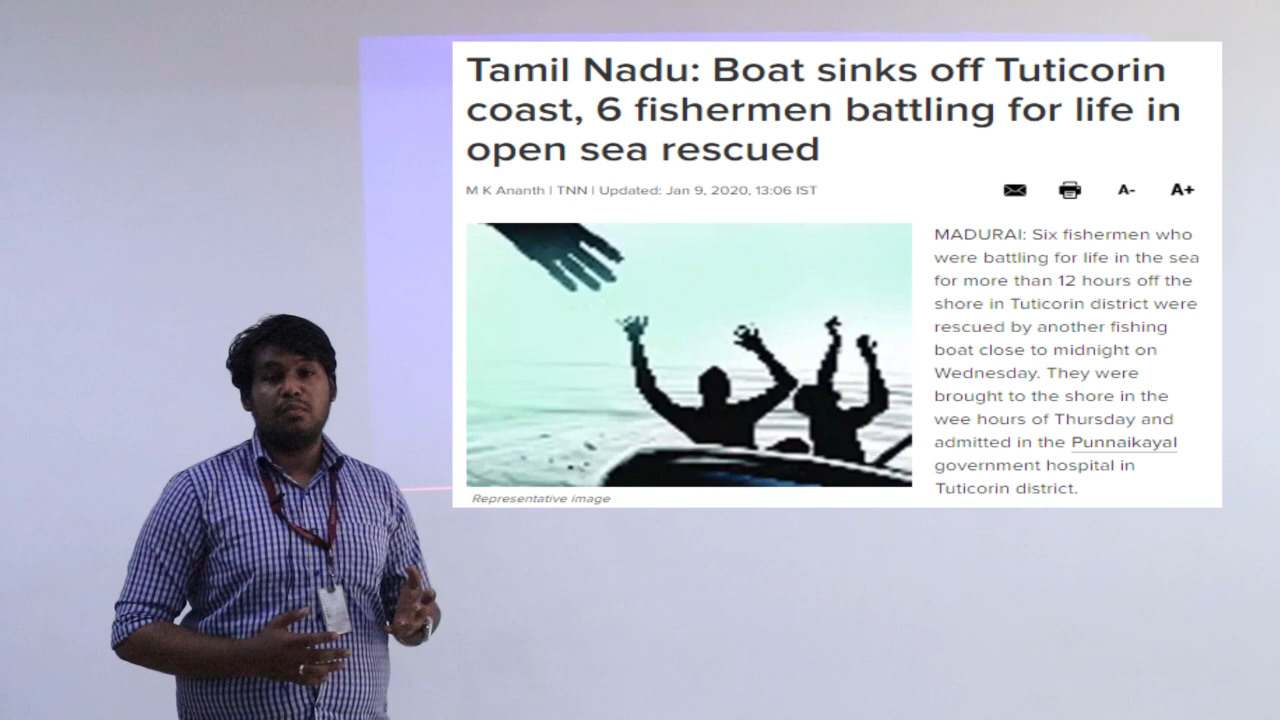 Tamil Nadu: Boat sinks off Tuticorin
coast, 6 fishermen battling for life in
open sea rescued
M K Ananth | TNN | Updated: Jan 9, 2020, 13:06 IST
A- A+
MADURAI: Six fishermen who
were battling for life in the sea
for more than 12 hours off the
shore in Tuticorin district were
rescued by another fishing
boat close to midnight on
Wednesday. They were
brought to the shore in the
wee hours of Thursday and
admitted in the Punnaikayal
government hospital in
Tuticorin district.
Representative image